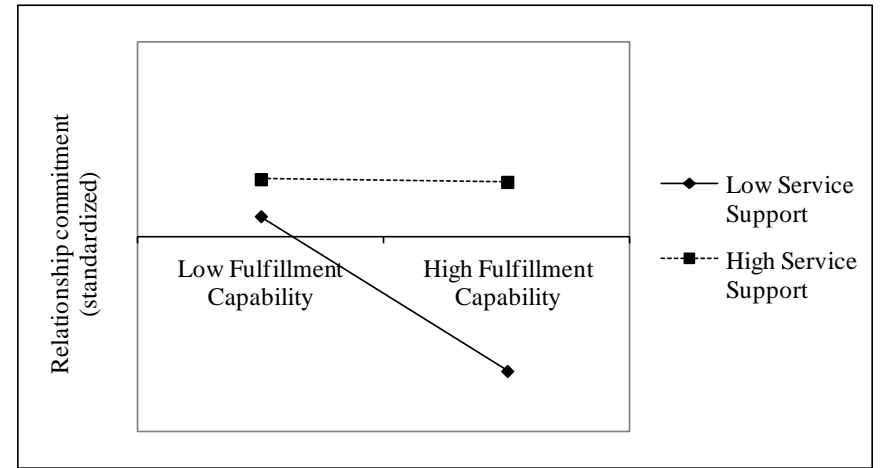 Relationship commitment
(standardized)
Low Fulfillment
Capability
High Fulfillment
Capability
Low Service
Support
High Service
Support